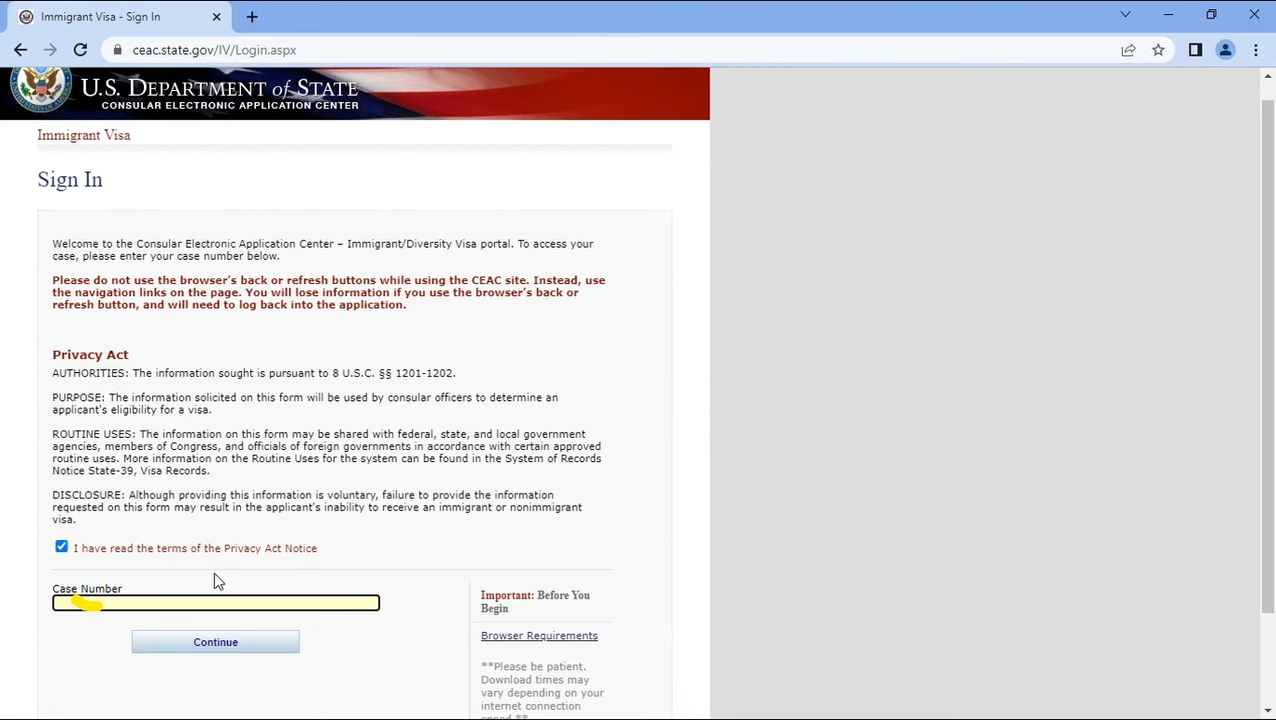 Immigrant Visa - Sign In
ceac.state.gov/IV/Login.aspx
U.S. DEPARTMENT of STATE
CONSULAR ELECTRONIC APPLICATION CENTER
Immigrant Visa
Sign In
Welcome to the Consular Electronic Application Center – Immigrant/Diversity Visa portal. To access your
case, please enter your case number below.
Please do not use the browser's back or refresh buttons while using the CEAC site. Instead, use
the navigation links on the page. You will lose information if you use the browser's back or
refresh button, and will need to log back into the application.
Privacy Act
AUTHORITIES: The information sought is pursuant to 8 U.S.C. §§ 1201-1202.
PURPOSE: The information solicited on this form will be used by consular officers to determine an
applicant's eligibility for a visa.
ROUTINE USES: The information on this form may be shared with federal, state, and local government
agencies, members of Congress, and officials of foreign governments in accordance with certain approved
routine uses. More information on the Routine Uses for the system can be found in the System of Records
Notice State-39, Visa Records.
DISCLOSURE: Although providing this information is voluntary, failure to provide the information
requested on this form may result in the applicant's inability to receive an immigrant or nonimmigrant
visa.
I have read the terms of the Privacy Act Notice
Case Number
Continue
Important: Before You
Begin
Browser Requirements
**Please be patient.
Download times may
vary depending on your
internet connection
speed.**